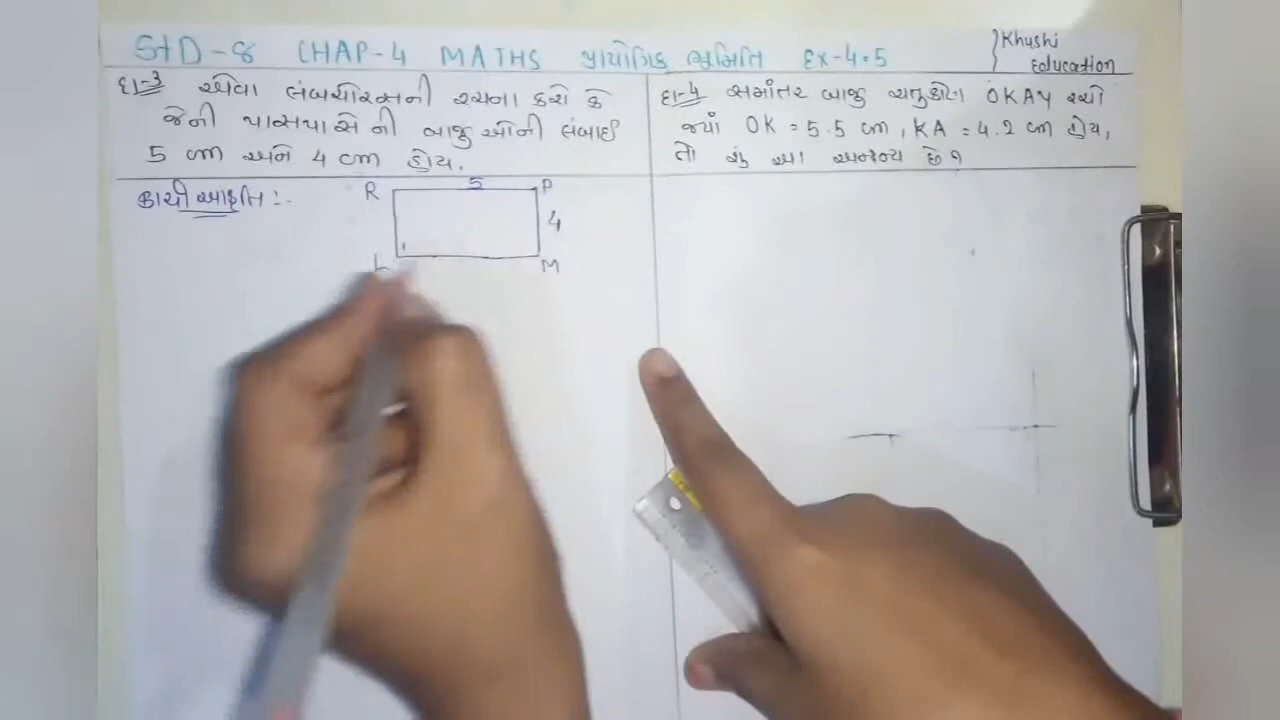 STD-8 CHAP-4 MATHS પ્રાયોગિક ભૂમિતિ Ex-4.5
Khushi
Education
દા-3 એવા લંબચોરસની રચના કરો કે
જેની પાસપાસેની બાજુઓની લંબાઈ
5 cm અને 4 cm હોય.
દા-4 સમાંતર બાજુ ચતુષ્કોણ OKAY રચો
જ્યાં OK = 5.5 cm, KA = 4.2 cm હોય,
તો શું આ અનન્ય છે?
કાચી આકૃતિ :-
R 5 P
4
L M